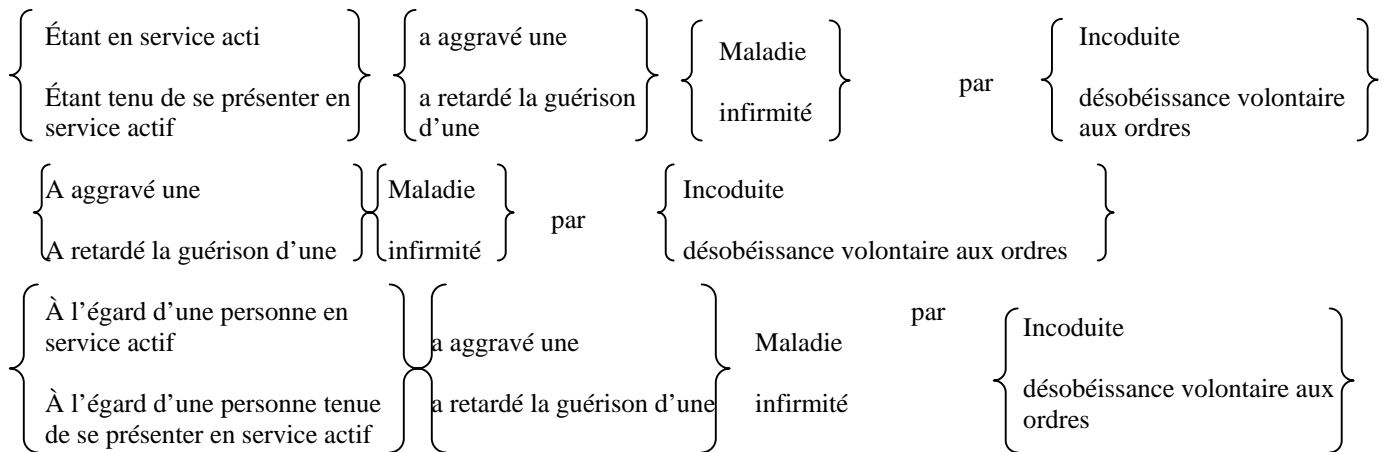 Étant en service acti
Étant tenu de se présenter en
service actif
a aggravé une
a retardé la guérison
d'une
Maladie
infirmité
par
Incoduite
désobéissance volontaire
aux ordres
A aggravé une
A retardé la guérison d'une
Maladie
infirmité
par
Incoduite
désobéissance volontaire aux ordres
À l'égard d'une personne en
service actif
À l'égard d'une personne tenue
de se présenter en service actif
a aggravé une
a retardé la guérison d'une
Maladie
infirmité
par
Incoduite
désobéissance volontaire aux
ordres